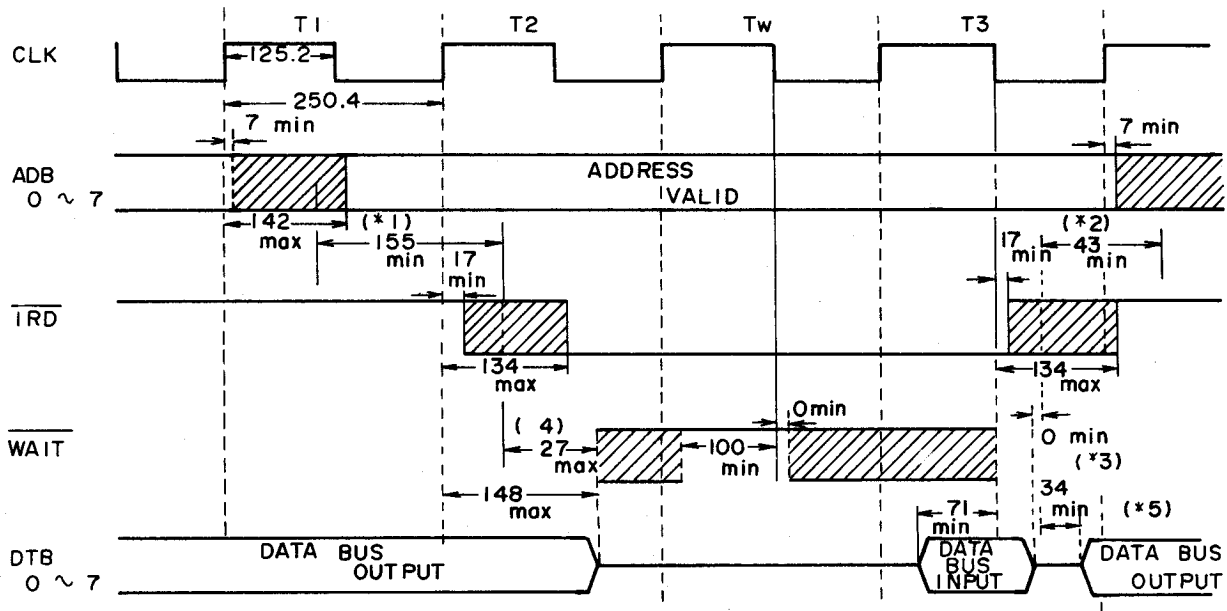 T1 T2 Tw T3
CLK
125.2
250.4
7 min
7 min
ADB
0 ~ 7
ADDRESS
VALID
142 max
(*1)
155 min
17 min
(*2)
43 min
17 min
IRD
134 max
134 max
0 min
WAIT
( 4)
27 max
100 min
0 min
(*3)
148 max
34 min
(*5)
71 min
DTB
0 ~ 7
DATA BUS
OUTPUT
DATA
BUS
INPUT
DATA BUS
OUTPUT